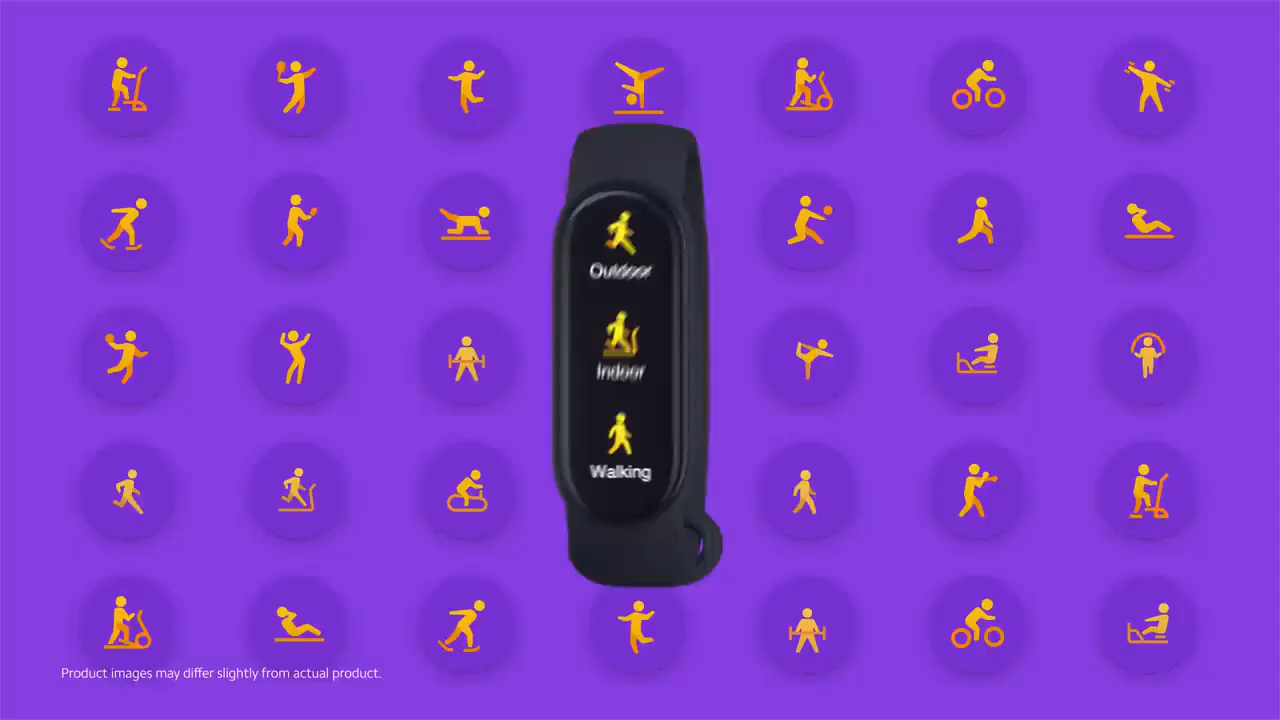 Outdoor
Indoor
Walking
Product images may differ slightly from actual product.